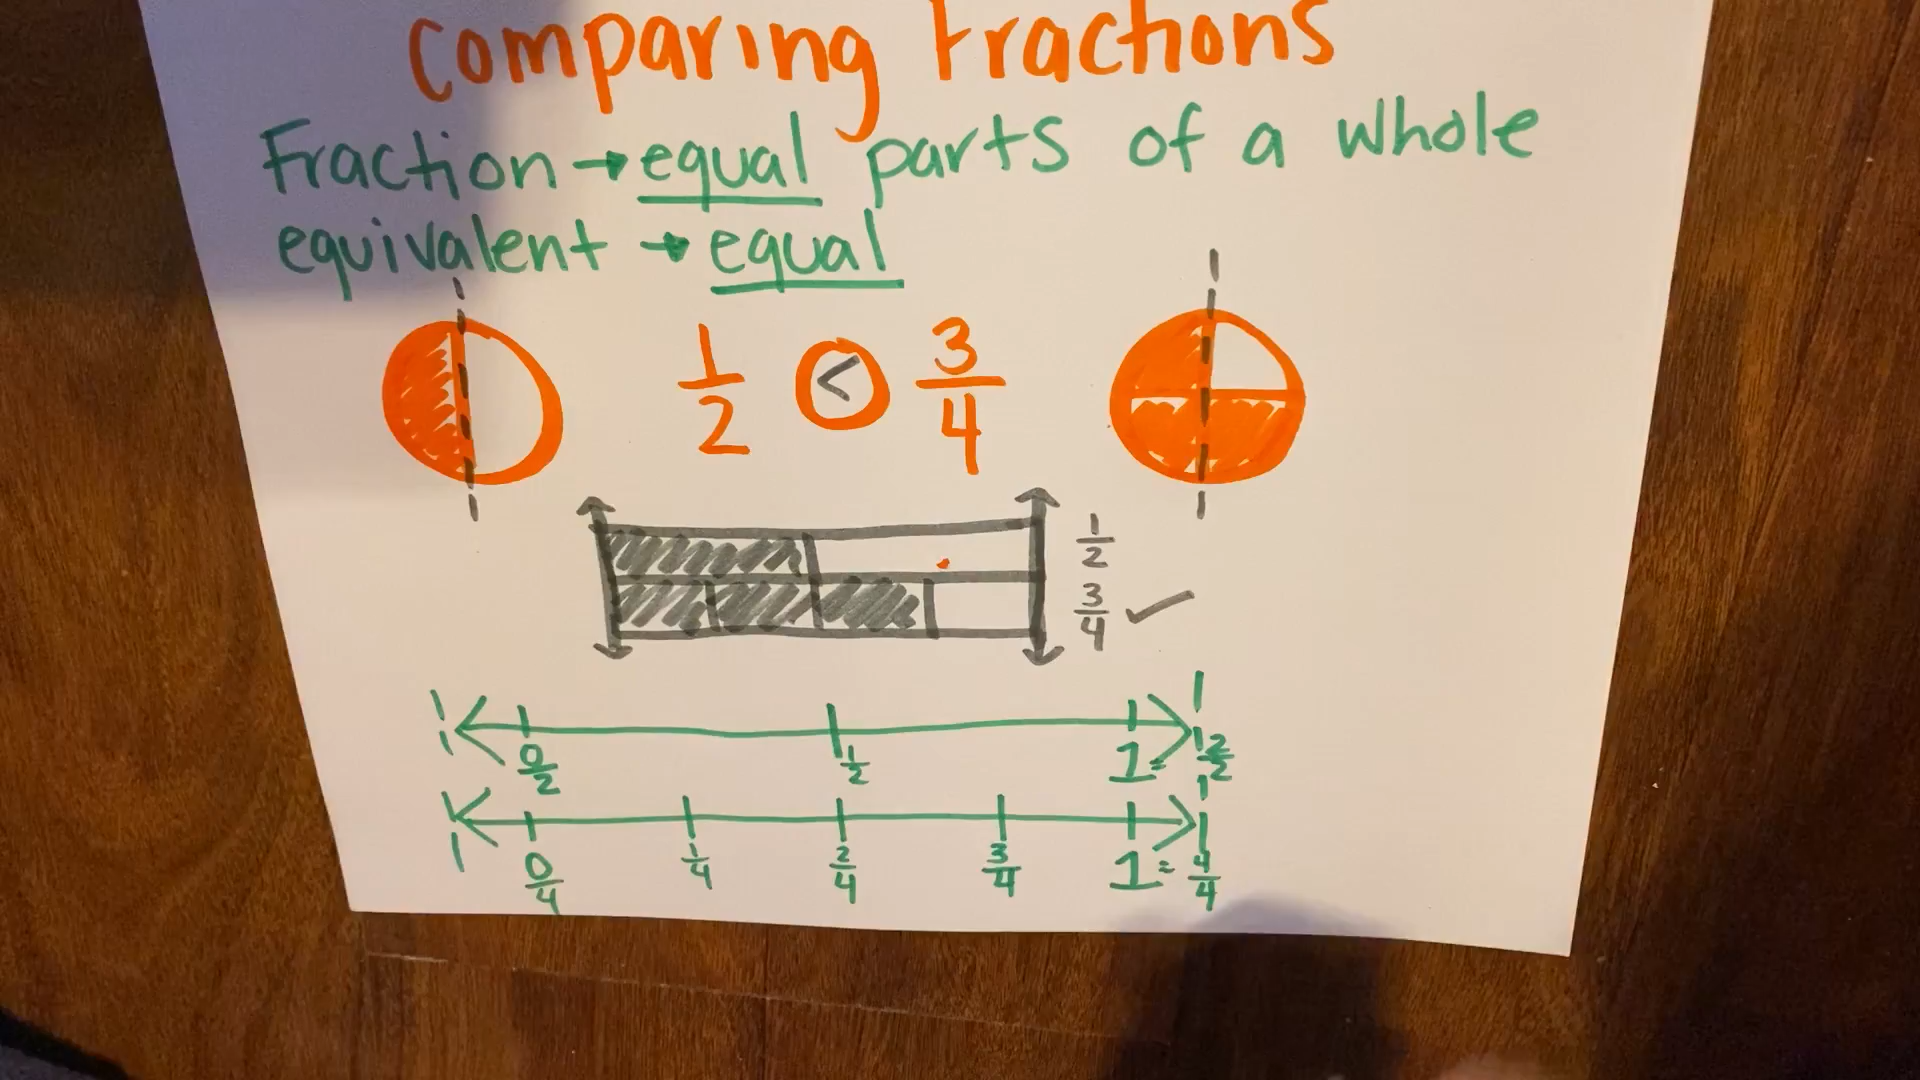 comparing Fractions
Fraction → equal parts of a whole
equivalent → equal
1/2 < 3/4
1/2
3/4 ✓
0/2 1/2 1 = 2/2
0/4 1/4 2/4 3/4 1 = 4/4